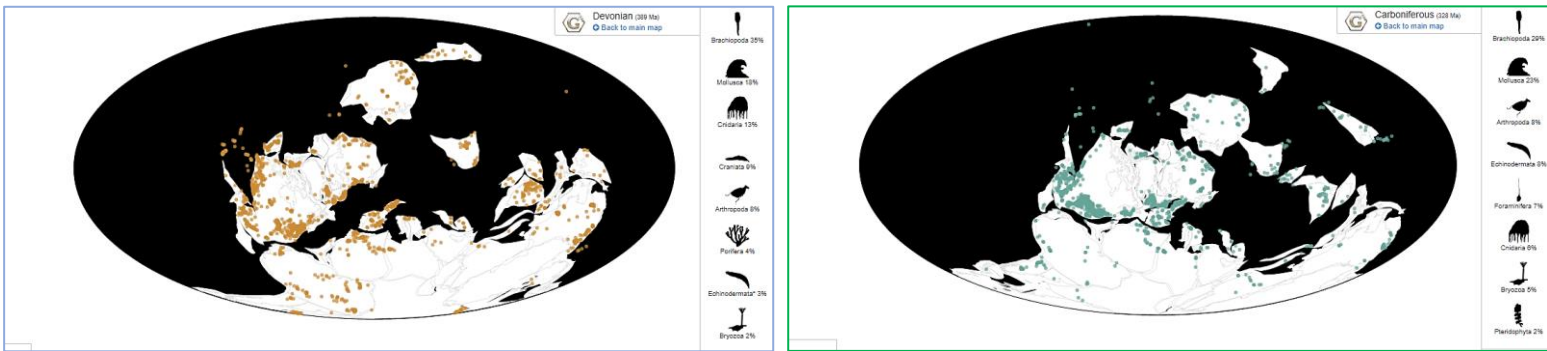 Devonian (389 Ma)
Back to main map
Brachiopoda 35%
Mollusca 18%
Cnidaria 13%
Craniata 9%
Arthropoda 8%
Porifera 4%
Echinodermata* 3%
Bryozoa 2%
Carboniferous (328 Ma)
Back to main map
Brachiopoda 29%
Mollusca 23%
Arthropoda 8%
Echinodermata 8%
Foraminifera 7%
Cnidaria 6%
Bryozoa 5%
Pteridophyta 2%